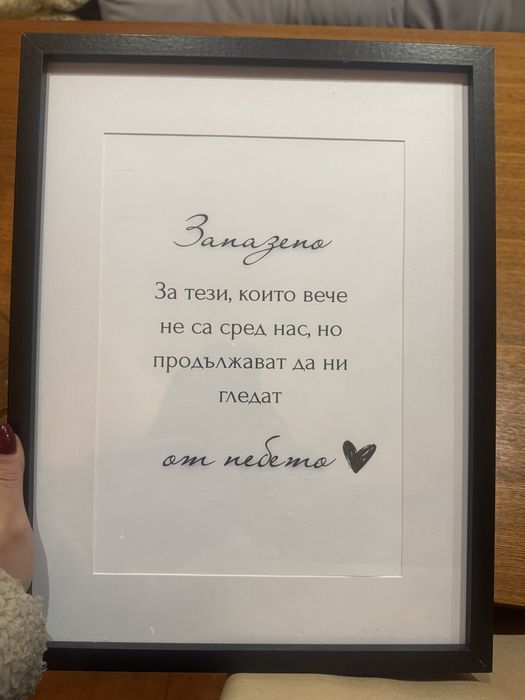 Запазено
За тези, които вече
не са сред нас, но
продължават да ни
гледат
от небето